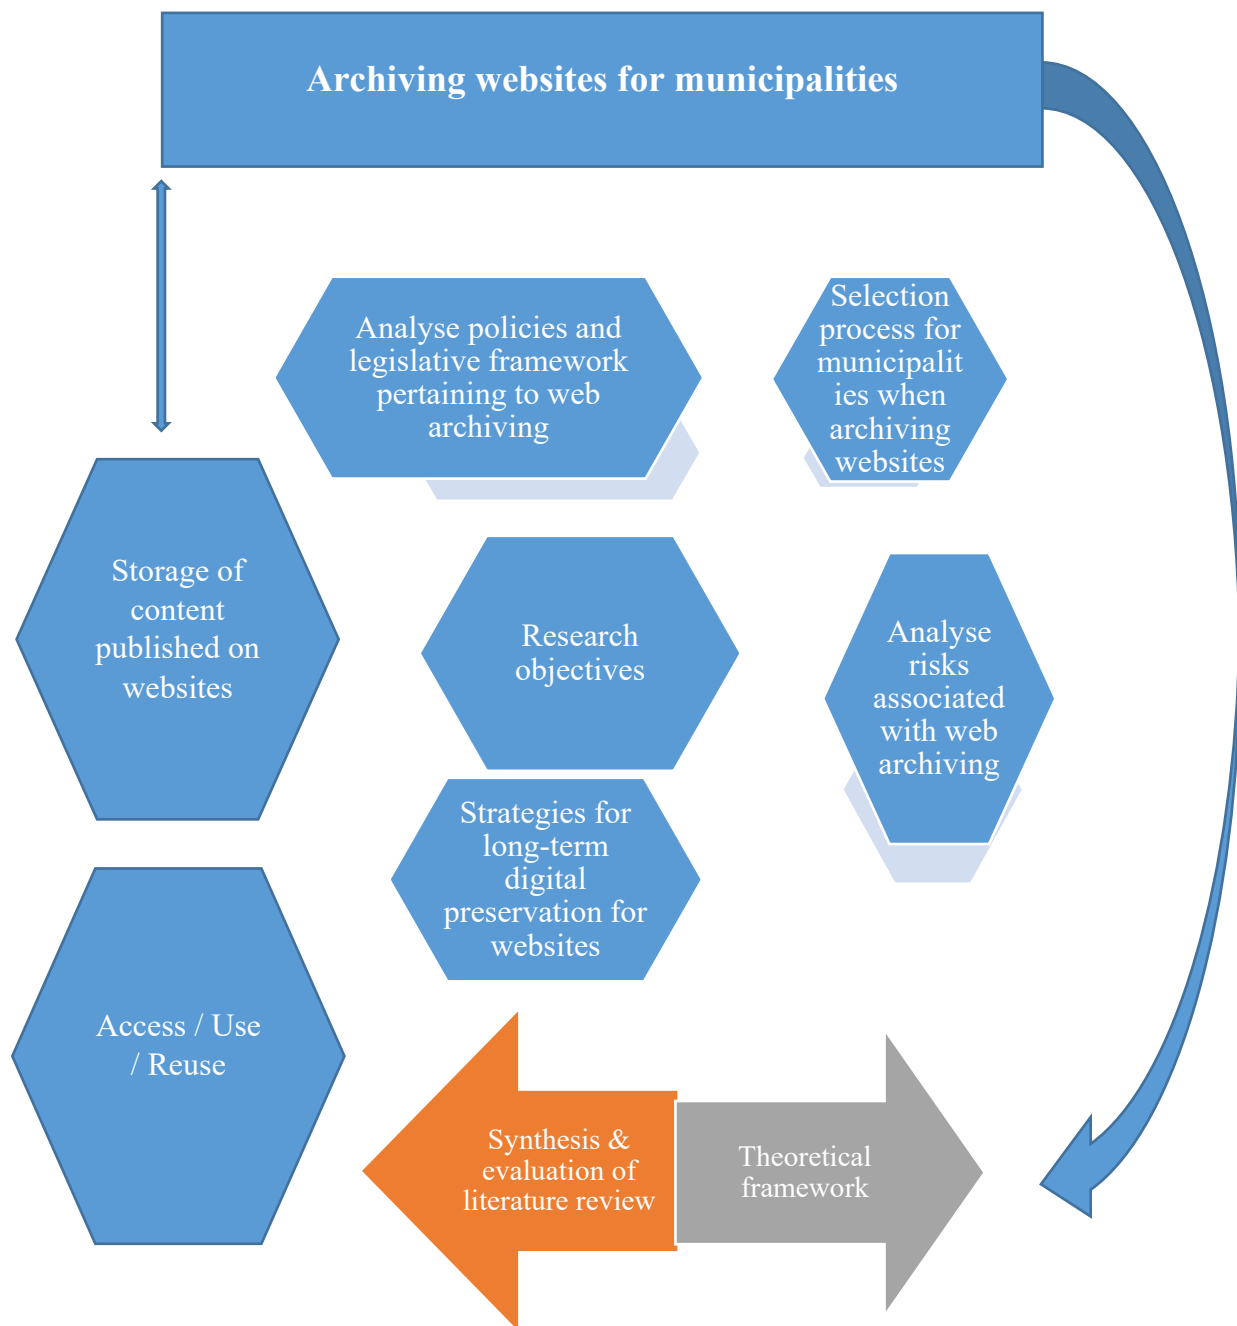 Archiving websites for municipalities
Analyse policies and
legislative framework
pertaining to web
archiving
Selection
process for
municipalit
ies when
archiving
websites
Storage of
content
published on
websites
Research
objectives
Analyse
risks
associated
with web
archiving
Strategies for
long-term
digital
preservation for
websites
Access / Use
/ Reuse
Synthesis &
evaluation of
literature review
Theoretical
framework